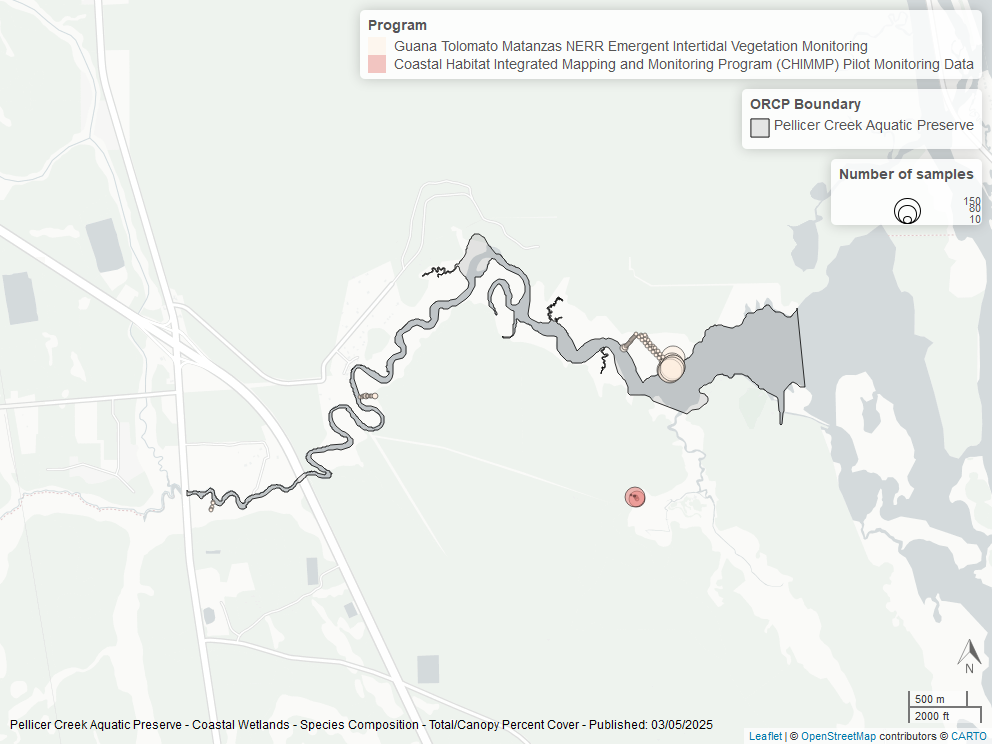 Program
Guana Tolomato Matanzas NERR Emergent Intertidal Vegetation Monitoring
Coastal Habitat Integrated Mapping and Monitoring Program (CHIMMP) Pilot Monitoring Data
ORCP Boundary
Pellicer Creek Aquatic Preserve
Number of samples
150
80
10
N
500 m
2000 ft
Pellicer Creek Aquatic Preserve - Coastal Wetlands - Species Composition - Total/Canopy Percent Cover - Published: 03/05/2025
Leaflet | © OpenStreetMap contributors © CARTO